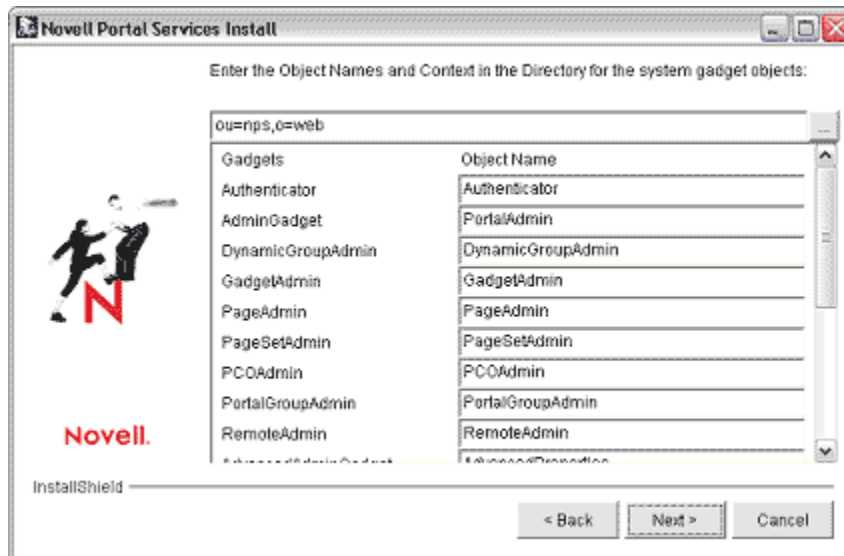 Novell Portal Services Install
Enter the Object Names and Context in the Directory for the system gadget objects:
ou=nps,o=web
...
Gadgets Object Name
Authenticator Authenticator
AdminGadget PortalAdmin
DynamicGroupAdmin DynamicGroupAdmin
GadgetAdmin GadgetAdmin
PageAdmin PageAdmin
PageSetAdmin PageSetAdmin
PCOAdmin PCOAdmin
PortalGroupAdmin PortalGroupAdmin
RemoteAdmin RemoteAdmin
AdvancedAdminGadget AdvancedProperties
N
Novell.
InstallShield
< Back Next > Cancel